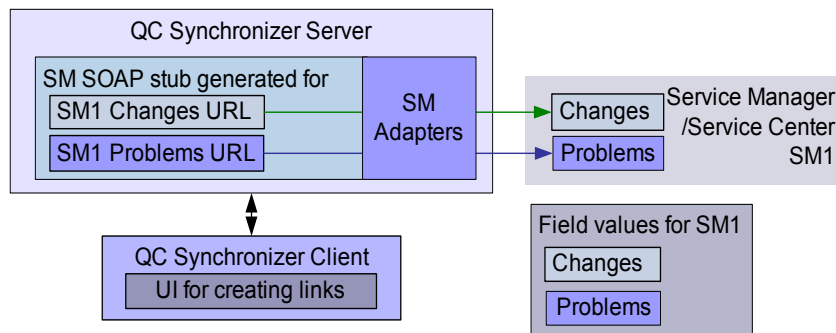 QC Synchronizer Server
SM SOAP stub generated for
SM1 Changes URL
SM1 Problems URL
SM
Adapters
Changes
Problems
Service Manager
/Service Center
SM1
QC Synchronizer Client
UI for creating links
Field values for SM1
Changes
Problems